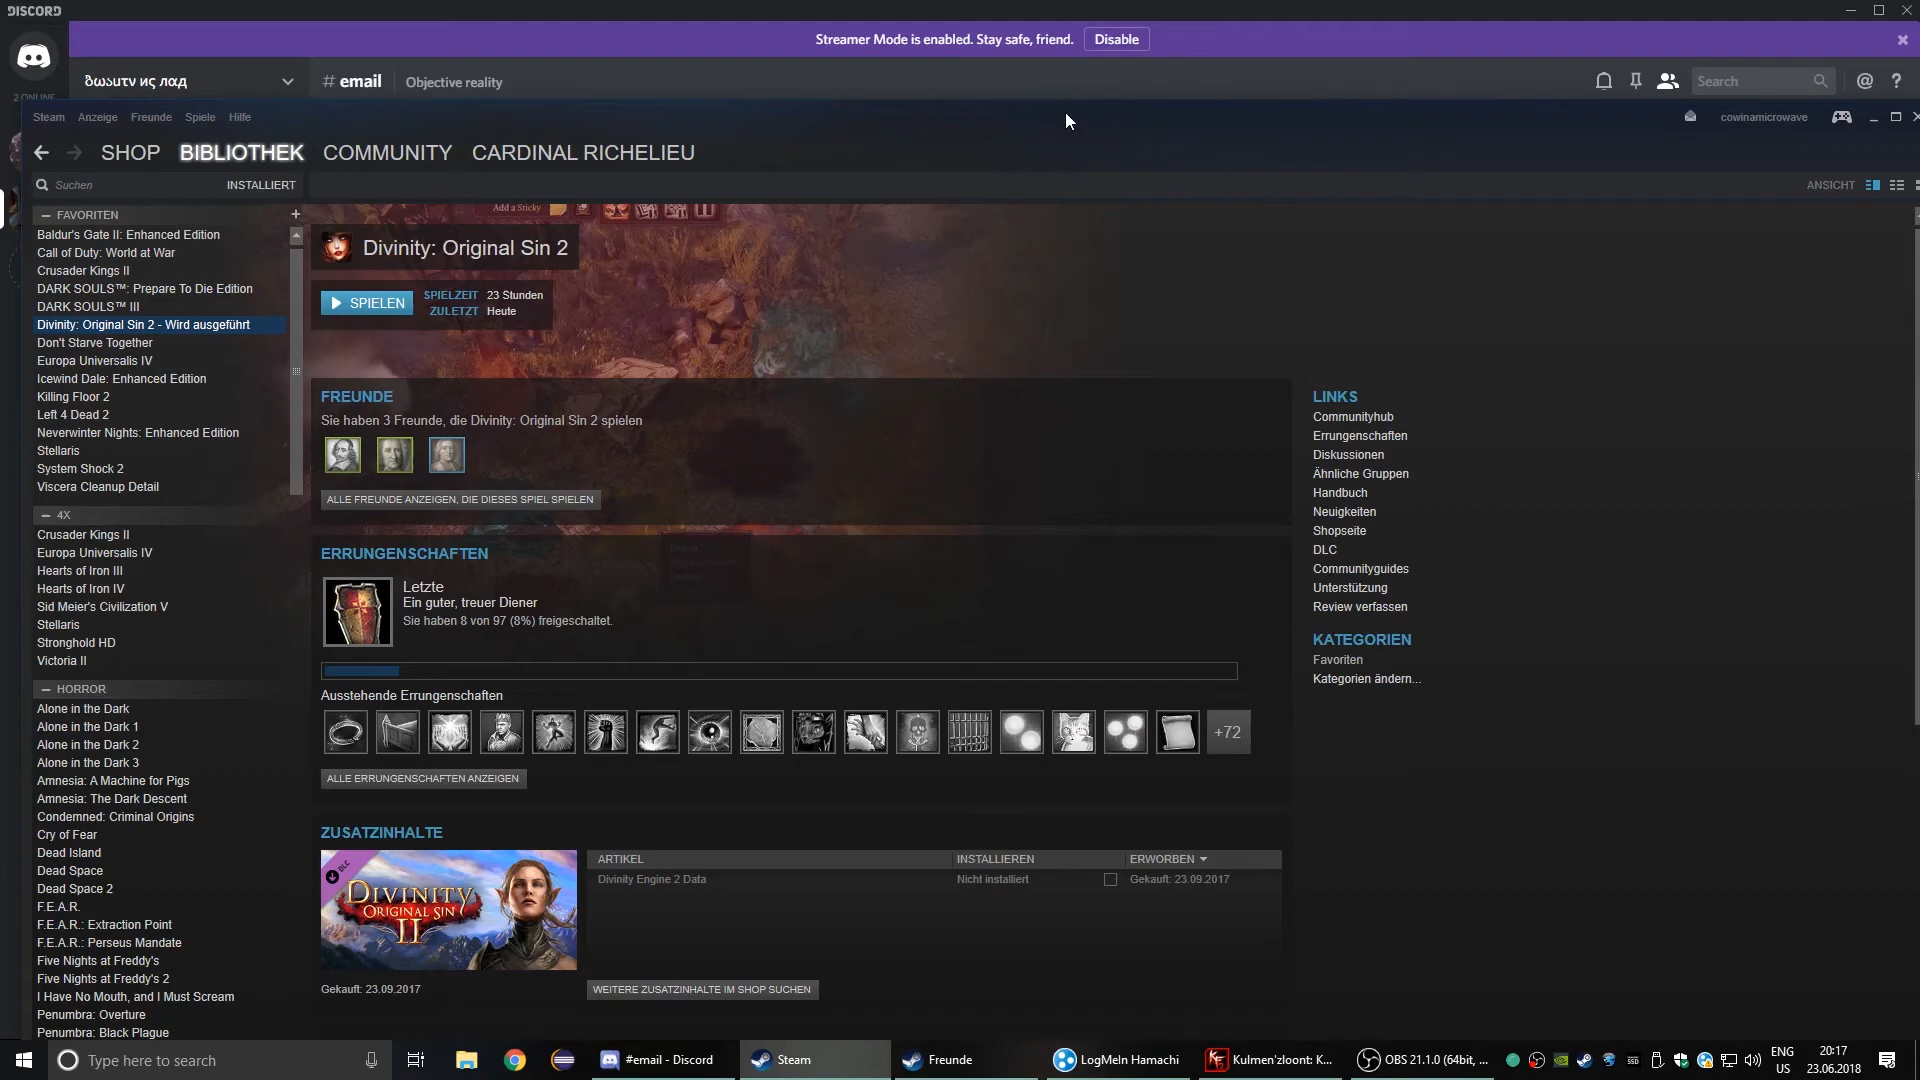 DISCORD
Streamer Mode is enabled. Stay safe, friend. Disable
# email Objective reality
Search
2 ONLINE
Steam Anzeige Freunde Spiele Hilfe
cowinamicrowave
SHOP BIBLIOTHEK COMMUNITY CARDINAL RICHELIEU
Suchen INSTALLIERT
ANSICHT
Add a Sticky
FAVORITEN
Baldur's Gate II: Enhanced Edition
Call of Duty: World at War
Crusader Kings II
DARK SOULS™: Prepare To Die Edition
DARK SOULS™ III
Divinity: Original Sin 2 - Wird ausgeführt
Don't Starve Together
Europa Universalis IV
Icewind Dale: Enhanced Edition
Killing Floor 2
Left 4 Dead 2
Neverwinter Nights: Enhanced Edition
Stellaris
System Shock 2
Viscera Cleanup Detail
4X
Crusader Kings II
Europa Universalis IV
Hearts of Iron III
Hearts of Iron IV
Sid Meier's Civilization V
Stellaris
Stronghold HD
Victoria II
HORROR
Alone in the Dark
Alone in the Dark 1
Alone in the Dark 2
Alone in the Dark 3
Amnesia: A Machine for Pigs
Amnesia: The Dark Descent
Condemned: Criminal Origins
Cry of Fear
Dead Island
Dead Space
Dead Space 2
F.E.A.R.
F.E.A.R.: Extraction Point
F.E.A.R.: Perseus Mandate
Five Nights at Freddy's
Five Nights at Freddy's 2
I Have No Mouth, and I Must Scream
Penumbra: Overture
Penumbra: Black Plague
Divinity: Original Sin 2
SPIELEN
SPIELZEIT 23 Stunden
ZULETZT Heute
FREUNDE
Sie haben 3 Freunde, die Divinity: Original Sin 2 spielen
ALLE FREUNDE ANZEIGEN, DIE DIESES SPIEL SPIELEN
ERRUNGENSCHAFTEN
Letzte
Ein guter, treuer Diener
Sie haben 8 von 97 (8%) freigeschaltet.
Ausstehende Errungenschaften
+72
ALLE ERRUNGENSCHAFTEN ANZEIGEN
ZUSATZINHALTE
DLC
DIVINITY
ORIGINAL SIN
II
Gekauft: 23.09.2017
ARTIKEL INSTALLIEREN ERWORBEN
Divinity Engine 2 Data Nicht installiert Gekauft: 23.09.2017
WEITERE ZUSATZINHALTE IM SHOP SUCHEN
LINKS
Communityhub
Errungenschaften
Diskussionen
Ähnliche Gruppen
Handbuch
Neuigkeiten
Shopseite
DLC
Communityguides
Unterstützung
Review verfassen
KATEGORIEN
Favoriten
Kategorien ändern...
Type here to search
#email - Discord
Steam
Freunde
LogMeIn Hamachi
Kulmen'zloont: K...
OBS 21.1.0 (64bit, ...
SSD
ENG
US
20:17
23.06.2018